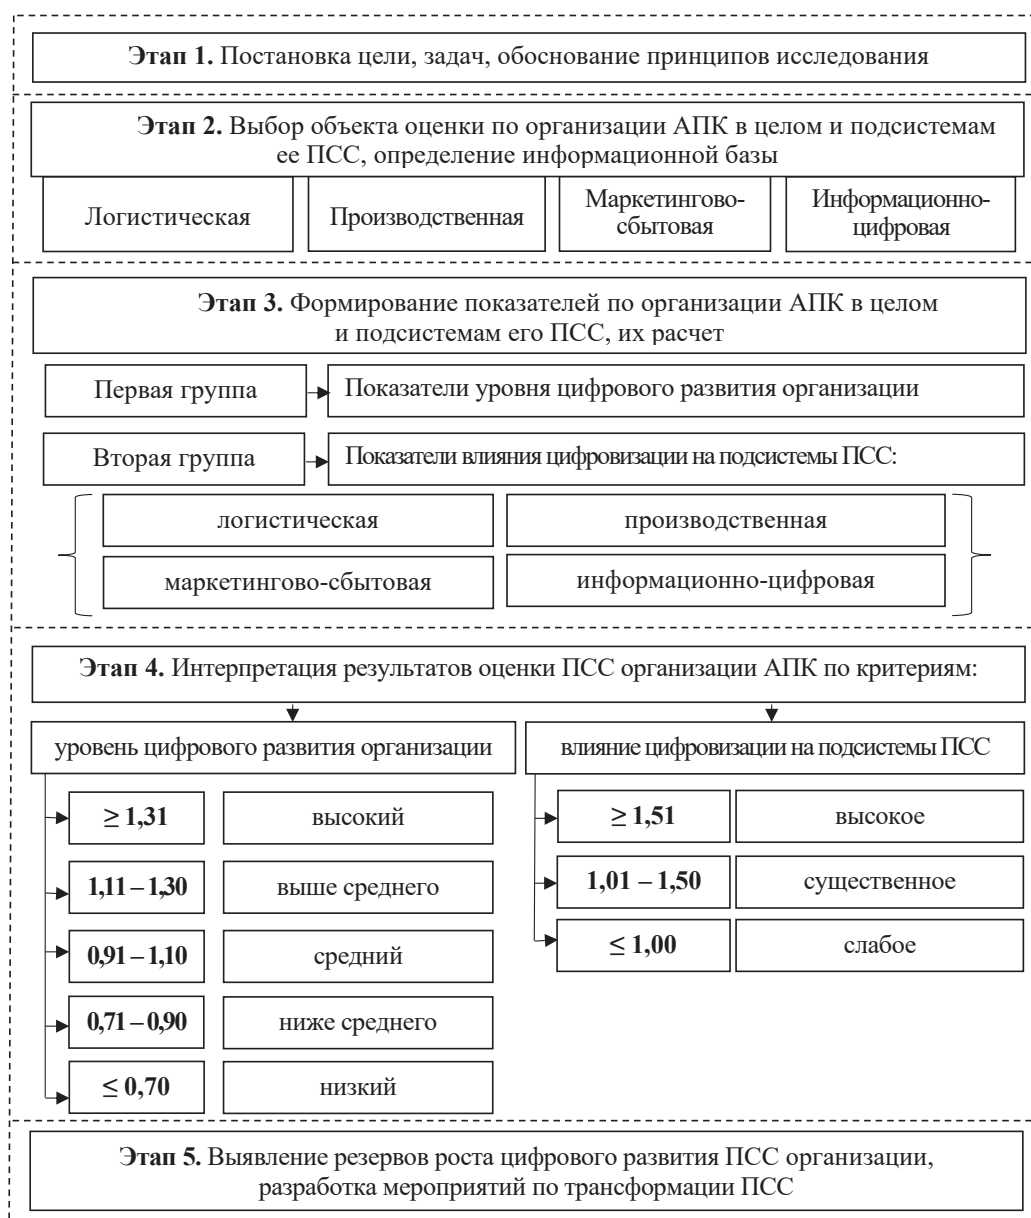 Этап 1. Постановка цели, задач, обоснование принципов исследования
Этап 2. Выбор объекта оценки по организации АПК в целом и подсистемам
ее ПСС, определение информационной базы
Логистическая
Производственная
Маркетингово-
сбытовая
Информационно-
цифровая
Этап 3. Формирование показателей по организации АПК в целом
и подсистемам его ПСС, их расчет
Первая группа
Показатели уровня цифрового развития организации
Вторая группа
Показатели влияния цифровизации на подсистемы ПСС:
логистическая
производственная
маркетингово-сбытовая
информационно-цифровая
Этап 4. Интерпретация результатов оценки ПСС организации АПК по критериям:
уровень цифрового развития организации
≥ 1,31
высокий
1,11 – 1,30
выше среднего
0,91 – 1,10
средний
0,71 – 0,90
ниже среднего
≤ 0,70
низкий
влияние цифровизации на подсистемы ПСС
≥ 1,51
высокое
1,01 – 1,50
существенное
≤ 1,00
слабое
Этап 5. Выявление резервов роста цифрового развития ПСС организации,
разработка мероприятий по трансформации ПСС